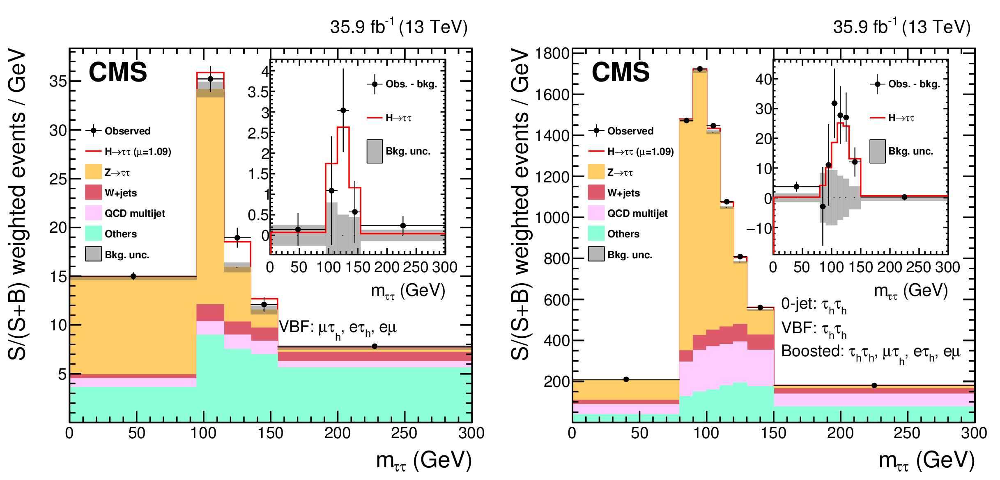 35.9 fb-1 (13 TeV)
S/(S+B) weighted events / GeV
CMS
Observed
H→ττ (μ=1.09)
Z→ττ
W+jets
QCD multijet
Others
Bkg. unc.
35
30
25
20
15
10
5
0 50 100 150 200 250 300
mττ (GeV)
VBF: μτh, eτh, eμ
4
3.5
3
2.5
2
1.5
1
0.5
0
0 50 100 150 200 250 300
mττ (GeV)
Obs. - bkg.
H→ττ
Bkg. unc.
35.9 fb-1 (13 TeV)
S/(S+B) weighted events / GeV
CMS
Observed
H→ττ (μ=1.09)
Z→ττ
W+jets
QCD multijet
Others
Bkg. unc.
1800
1600
1400
1200
1000
800
600
400
200
0 50 100 150 200 250 300
mττ (GeV)
0-jet: τhτh
VBF: τhτh
Boosted: τhτh, μτh, eτh, eμ
40
30
20
10
0
−10
0 50 100 150 200 250 300
mττ (GeV)
Obs. - bkg.
H→ττ
Bkg. unc.